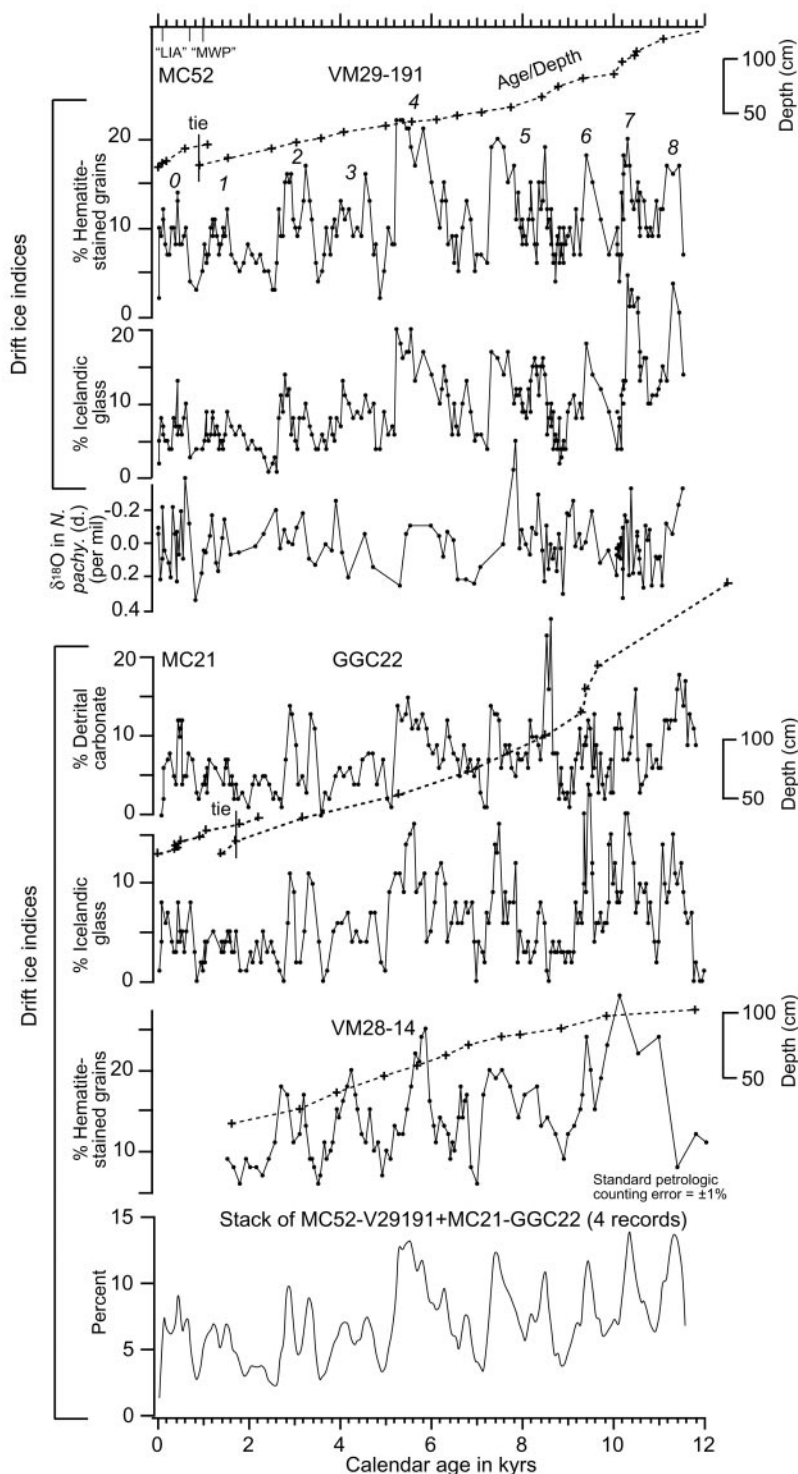 "LIA" "MWP"
MC52
VM29-191
Age/Depth
100
50
Depth (cm)
tie
0
1
2
3
4
5
6
7
8
20
10
0
% Hematite-
stained grains
Drift ice indices
20
10
0
% Icelandic
glass
-0.2
0.0
0.2
0.4
δ18O in N.
pachy. (d.)
(per mil)
MC21
GGC22
20
10
0
% Detrital
carbonate
100
50
Depth (cm)
tie
10
0
% Icelandic
glass
Drift ice indices
VM28-14
100
50
Depth (cm)
20
10
% Hematite-
stained grains
Standard petrologic
counting error = ±1%
Stack of MC52-V29191+MC21-GGC22 (4 records)
15
10
5
0
Percent
0 2 4 6 8 10 12
Calendar age in kyrs